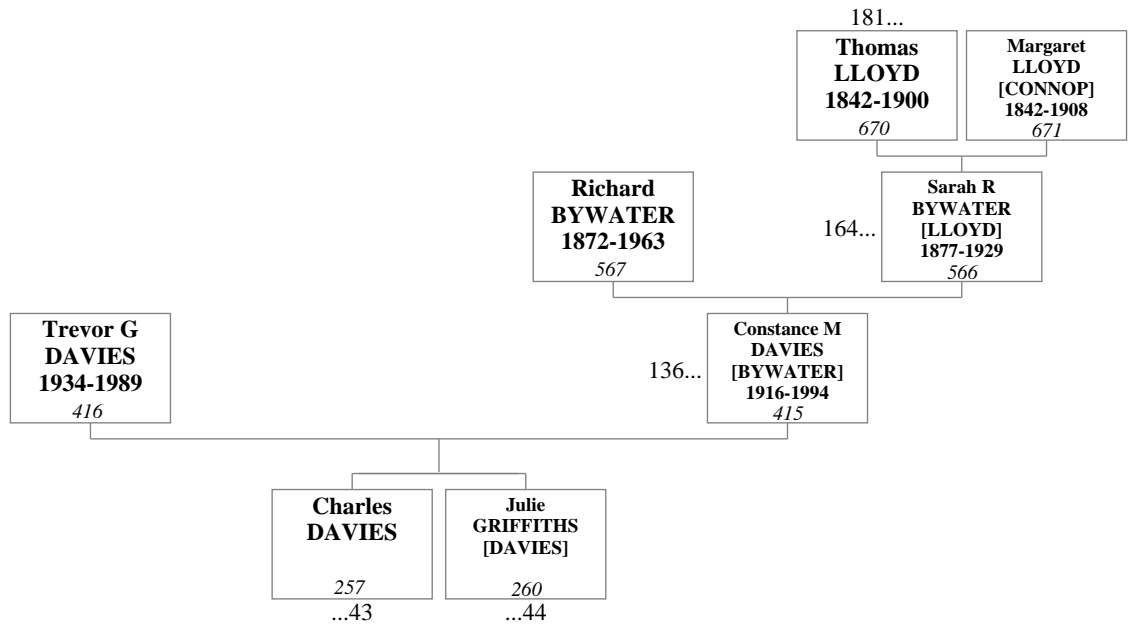 181...
Thomas
LLOYD
1842-1900
670
Margaret
LLOYD
[CONNOP]
1842-1908
671
Richard
BYWATER
1872-1963
567
164...
Sarah R
BYWATER
[LLOYD]
1877-1929
566
Trevor G
DAVIES
1934-1989
416
136...
Constance M
DAVIES
[BYWATER]
1916-1994
415
Charles
DAVIES
257
...43
Julie
GRIFFITHS
[DAVIES]
260
...44